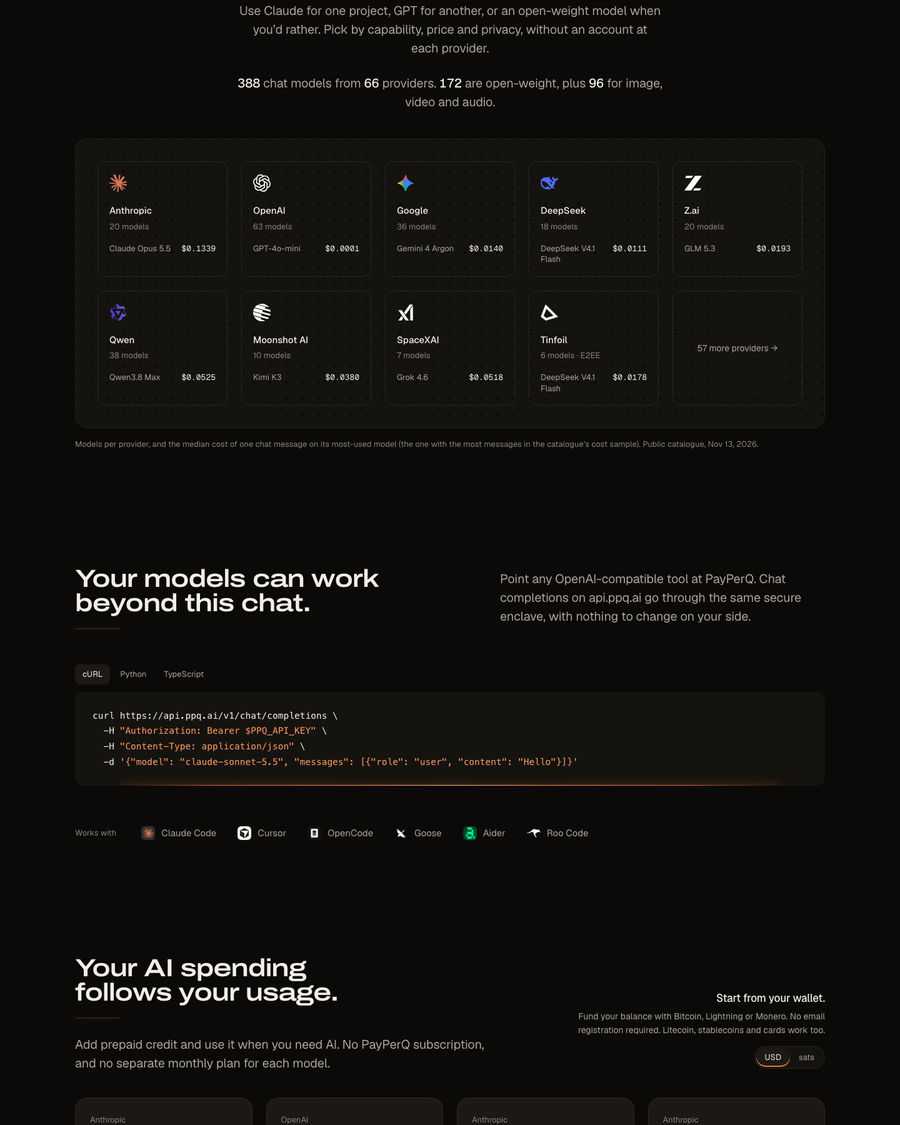 Use Claude for one project, GPT for another, or an open-weight model when
you'd rather. Pick by capability, price and privacy, without an account at
each provider.
388 chat models from 66 providers. 172 are open-weight, plus 96 for image,
video and audio.
Anthropic
20 models
Claude Opus 5.5 $0.1339
OpenAI
63 models
GPT-4o-mini $0.0001
Google
36 models
Gemini 4 Argon $0.0140
DeepSeek
18 models
DeepSeek V4.1 $0.0111
Flash
Z.ai
20 models
GLM 5.3 $0.0193
Qwen
38 models
Qwen3.8 Max $0.0525
Moonshot AI
10 models
Kimi K3 $0.0380
SpaceXAI
7 models
Grok 4.6 $0.0518
Tinfoil
6 models · E2EE
DeepSeek V4.1 $0.0178
Flash
57 more providers →
Models per provider, and the median cost of one chat message on its most-used model (the one with the most messages in the catalogue's cost sample). Public catalogue, Nov 13, 2026.
Your models can work
beyond this chat.
Point any OpenAI-compatible tool at PayPerQ. Chat
completions on api.ppq.ai go through the same secure
enclave, with nothing to change on your side.
cURL Python TypeScript
curl https://api.ppq.ai/v1/chat/completions \
-H "Authorization: Bearer $PPQ_API_KEY" \
-H "Content-Type: application/json" \
-d '{"model": "claude-sonnet-5.5", "messages": [{"role": "user", "content": "Hello"}]}'
Works with Claude Code Cursor OpenCode Goose Aider Roo Code
Your AI spending
follows your usage.
Add prepaid credit and use it when you need AI. No PayPerQ subscription,
and no separate monthly plan for each model.
Start from your wallet.
Fund your balance with Bitcoin, Lightning or Monero. No email
registration required. Litecoin, stablecoins and cards work too.
USD sats
Anthropic OpenAI Anthropic Anthropic